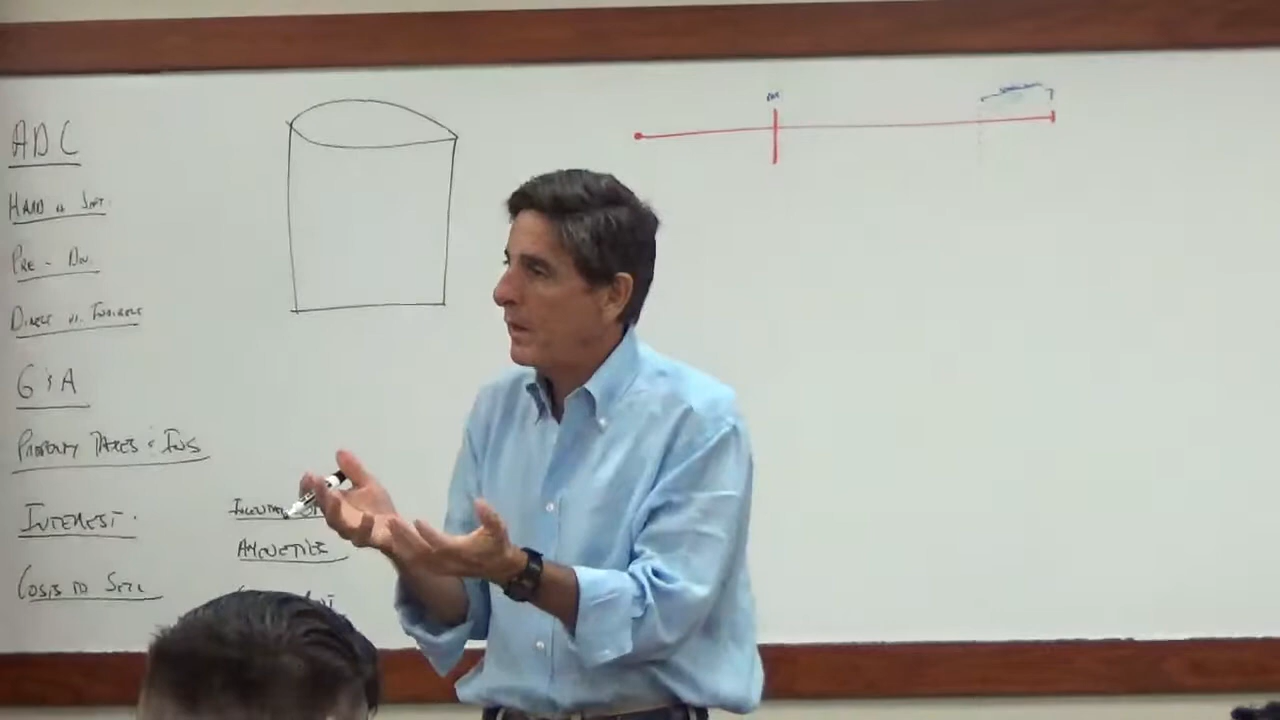 ADC
HARD vs SOFT.
PRE - DEV.
DIRECT vs. INDIRECT
G & A
PROPERTY TAXES & INS
INTEREST.
COSTS TO SELL
AMENITIES